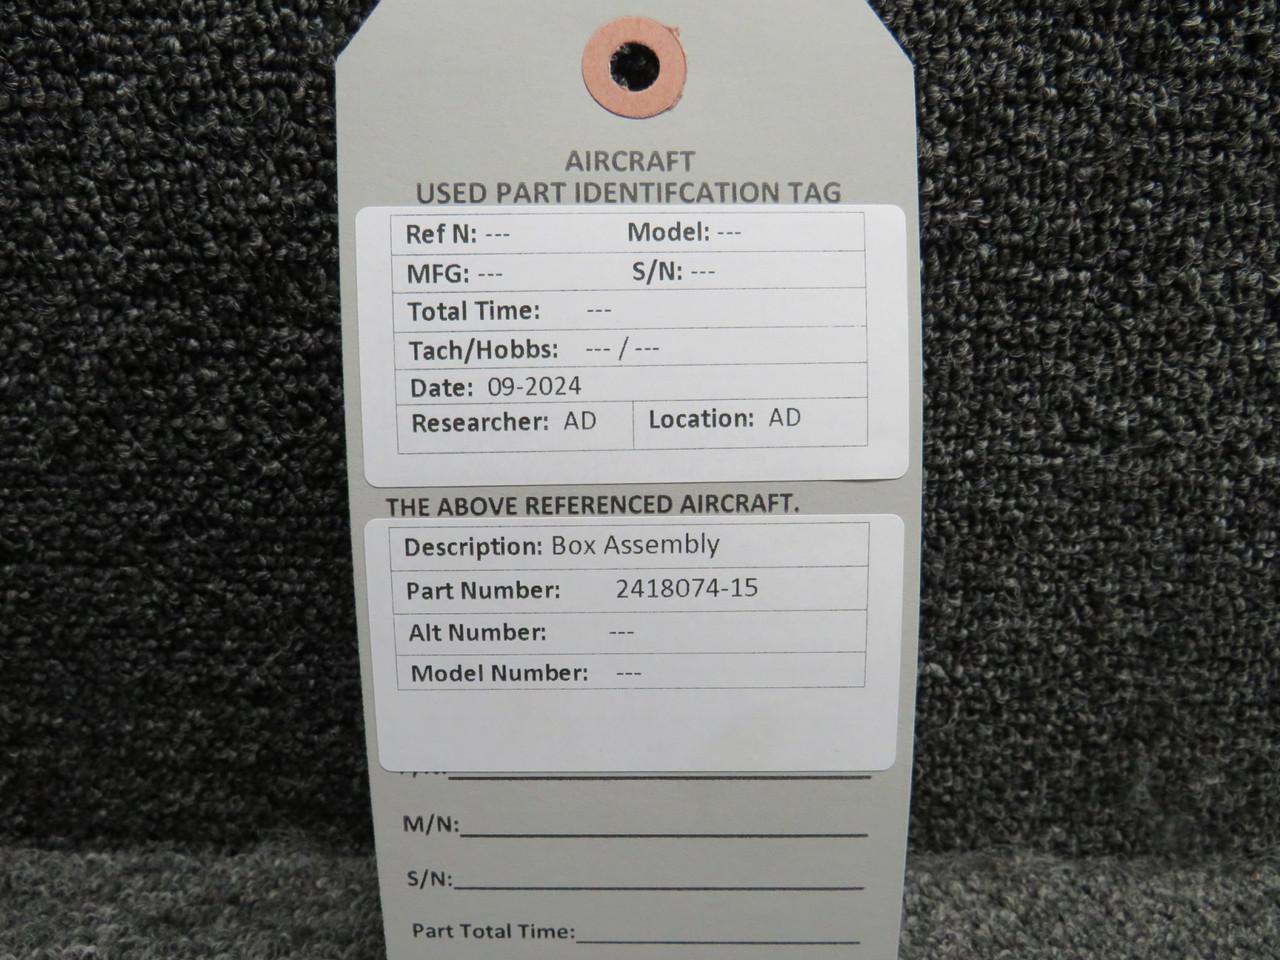 AIRCRAFT
USED PART IDENTIFCATION TAG
Ref N: --- Model: ---
MFG: --- S/N: ---
Total Time: ---
Tach/Hobbs: --- / ---
Date: 09-2024
Researcher: AD Location: AD
THE ABOVE REFERENCED AIRCRAFT.
Description: Box Assembly
Part Number: 2418074-15
Alt Number: ---
Model Number: ---
M/N:
S/N:
Part Total Time: